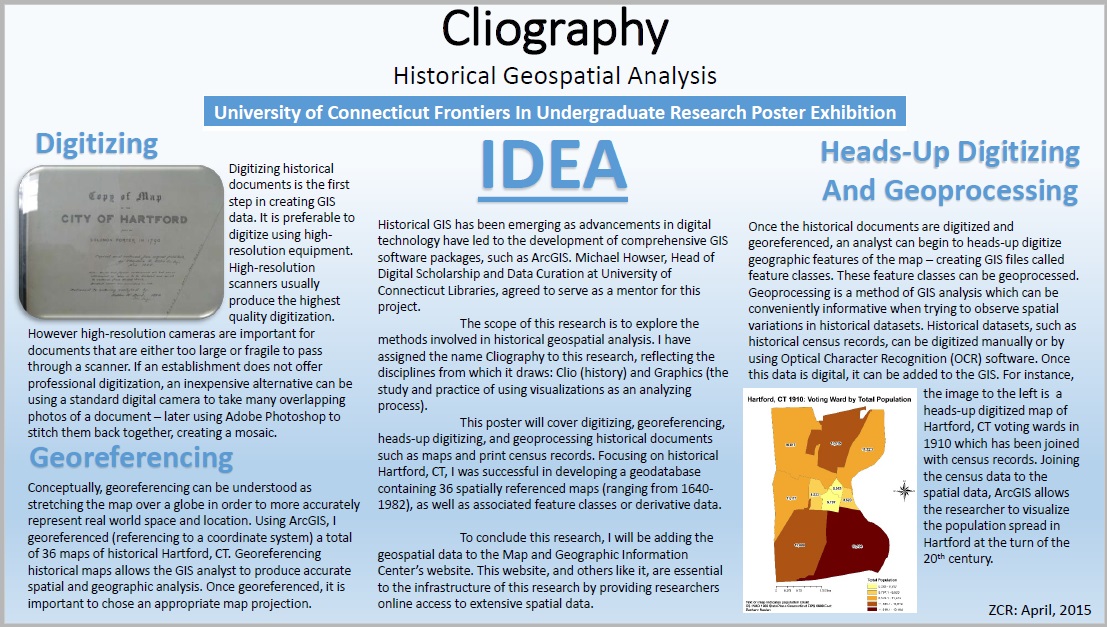 Cliography
Historical Geospatial Analysis
University of Connecticut Frontiers In Undergraduate Research Poster Exhibition
Digitizing
Copy of Map
CITY OF HARTFORD
Digitizing historical
documents is the first
step in creating GIS
data. It is preferable to
digitize using high-
resolution equipment.
High-resolution
scanners usually
produce the highest
quality digitization.
However high-resolution cameras are important for
documents that are either too large or fragile to pass
through a scanner. If an establishment does not offer
professional digitization, an inexpensive alternative can be
using a standard digital camera to take many overlapping
photos of a document – later using Adobe Photoshop to
stitch them back together, creating a mosaic.
Georeferencing
Conceptually, georeferencing can be understood as
stretching the map over a globe in order to more accurately
represent real world space and location. Using ArcGIS, I
georeferenced (referencing to a coordinate system) a total
of 36 maps of historical Hartford, CT. Georeferencing
historical maps allows the GIS analyst to produce accurate
spatial and geographic analysis. Once georeferenced, it is
important to chose an appropriate map projection.
IDEA
Historical GIS has been emerging as advancements in digital
technology have led to the development of comprehensive GIS
software packages, such as ArcGIS. Michael Howser, Head of
Digital Scholarship and Data Curation at University of
Connecticut Libraries, agreed to serve as a mentor for this
project.
The scope of this research is to explore the
methods involved in historical geospatial analysis. I have
assigned the name Cliography to this research, reflecting the
disciplines from which it draws: Clio (history) and Graphics (the
study and practice of using visualizations as an analyzing
process).
This poster will cover digitizing, georeferencing,
heads-up digitizing, and geoprocessing historical documents
such as maps and print census records. Focusing on historical
Hartford, CT, I was successful in developing a geodatabase
containing 36 spatially referenced maps (ranging from 1640-
1982), as well as associated feature classes or derivative data.
To conclude this research, I will be adding the
geospatial data to the Map and Geographic Information
Center's website. This website, and others like it, are essential
to the infrastructure of this research by providing researchers
online access to extensive spatial data.
Heads-Up Digitizing
And Geoprocessing
Once the historical documents are digitized and
georeferenced, an analyst can begin to heads-up digitize
geographic features of the map – creating GIS files called
feature classes. These feature classes can be geoprocessed.
Geoprocessing is a method of GIS analysis which can be
conveniently informative when trying to observe spatial
variations in historical datasets. Historical datasets, such as
historical census records, can be digitized manually or by
using Optical Character Recognition (OCR) software. Once
this data is digital, it can be added to the GIS. For instance,
the image to the left is a
heads-up digitized map of
Hartford, CT voting wards in
1910 which has been joined
with census records. Joining
the census data to the
spatial data, ArcGIS allows
the researcher to visualize
the population spread in
Hartford at the turn of the
20th century.
Hartford, CT 1910: Voting Ward by Total Population
Total Population
ZCR: April, 2015